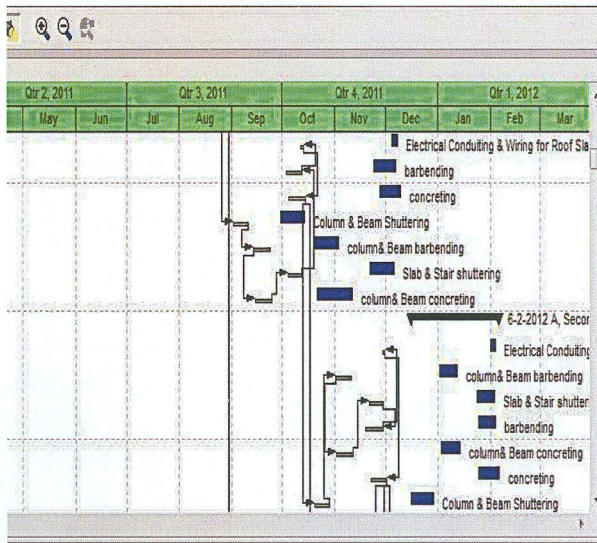 Qtr 2, 2011 Qtr 3, 2011 Qtr 4, 2011 Qtr 1, 2012
May Jun Jul Aug Sep Oct Nov Dec Jan Feb Mar
Electrical Conduiting & Wiring for Roof Sla
barbending
concreting
Column & Beam Shuttering
column& Beam barbending
Slab & Stair shuttering
column& Beam concreting
6-2-2012 A, Secon
Electrical Conduiting
column& Beam barbending
Slab & Stair shutter
barbending
column& Beam concreting
concreting
Column & Beam Shuttering